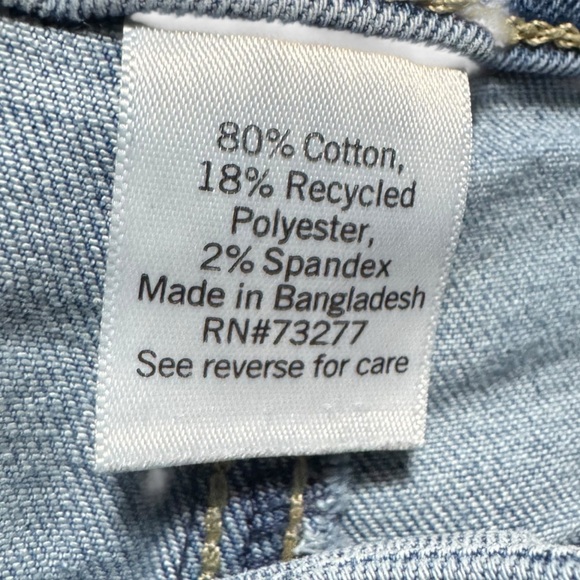 80% Cotton,
18% Recycled
Polyester,
2% Spandex
Made in Bangladesh
RN#73277
See reverse for care